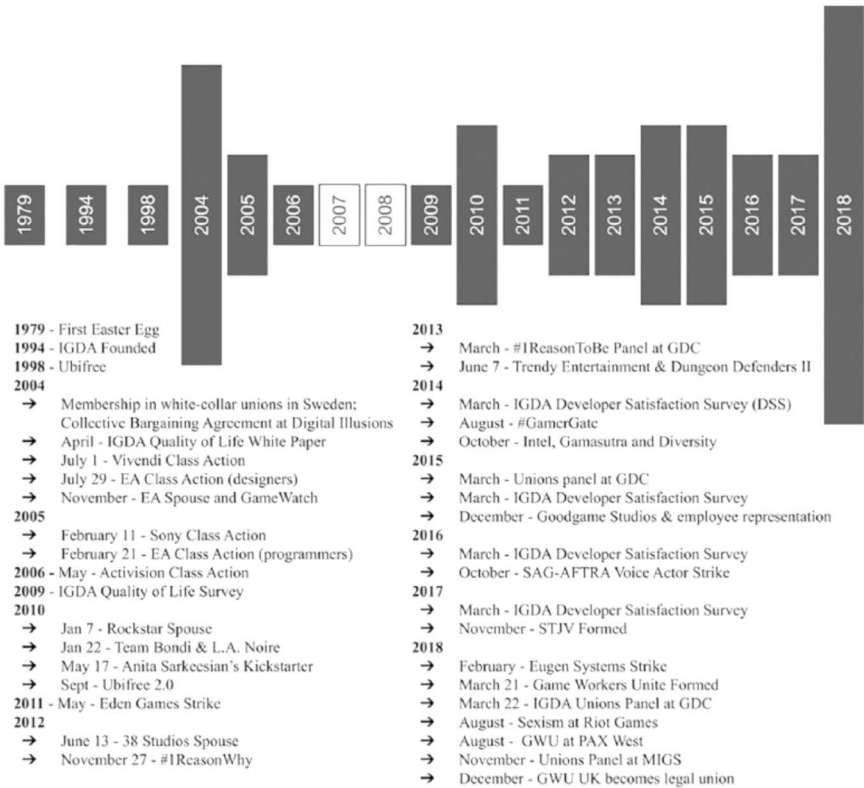 1979
1994
1998
2004
2005
2006
2007
2008
2009
2010
2011
2012
2013
2014
2015
2016
2017
2018
1979 - First Easter Egg
1994 - IGDA Founded
1998 - Ubifree
2004
→ Membership in white-collar unions in Sweden;
Collective Bargaining Agreement at Digital Illusions
→ April - IGDA Quality of Life White Paper
→ July 1 - Vivendi Class Action
→ July 29 - EA Class Action (designers)
→ November - EA Spouse and GameWatch
2005
→ February 11 - Sony Class Action
→ February 21 - EA Class Action (programmers)
2006 - May - Activision Class Action
2009 - IGDA Quality of Life Survey
2010
→ Jan 7 - Rockstar Spouse
→ Jan 22 - Team Bondi & L.A. Noire
→ May 17 - Anita Sarkeesian's Kickstarter
→ Sept - Ubifree 2.0
2011 - May - Eden Games Strike
2012
→ June 13 - 38 Studios Spouse
→ November 27 - #1ReasonWhy
2013
→ March - #1ReasonToBe Panel at GDC
→ June 7 - Trendy Entertainment & Dungeon Defenders II
2014
→ March - IGDA Developer Satisfaction Survey (DSS)
→ August - #GamerGate
→ October - Intel, Gamasutra and Diversity
2015
→ March - Unions panel at GDC
→ March - IGDA Developer Satisfaction Survey
→ December - Goodgame Studios & employee representation
2016
→ March - IGDA Developer Satisfaction Survey
→ October - SAG-AFTRA Voice Actor Strike
2017
→ March - IGDA Developer Satisfaction Survey
→ November - STJV Formed
2018
→ February - Eugen Systems Strike
→ March 21 - Game Workers Unite Formed
→ March 22 - IGDA Unions Panel at GDC
→ August - Sexism at Riot Games
→ August - GWU at PAX West
→ November - Unions Panel at MIGS
→ December - GWU UK becomes legal union